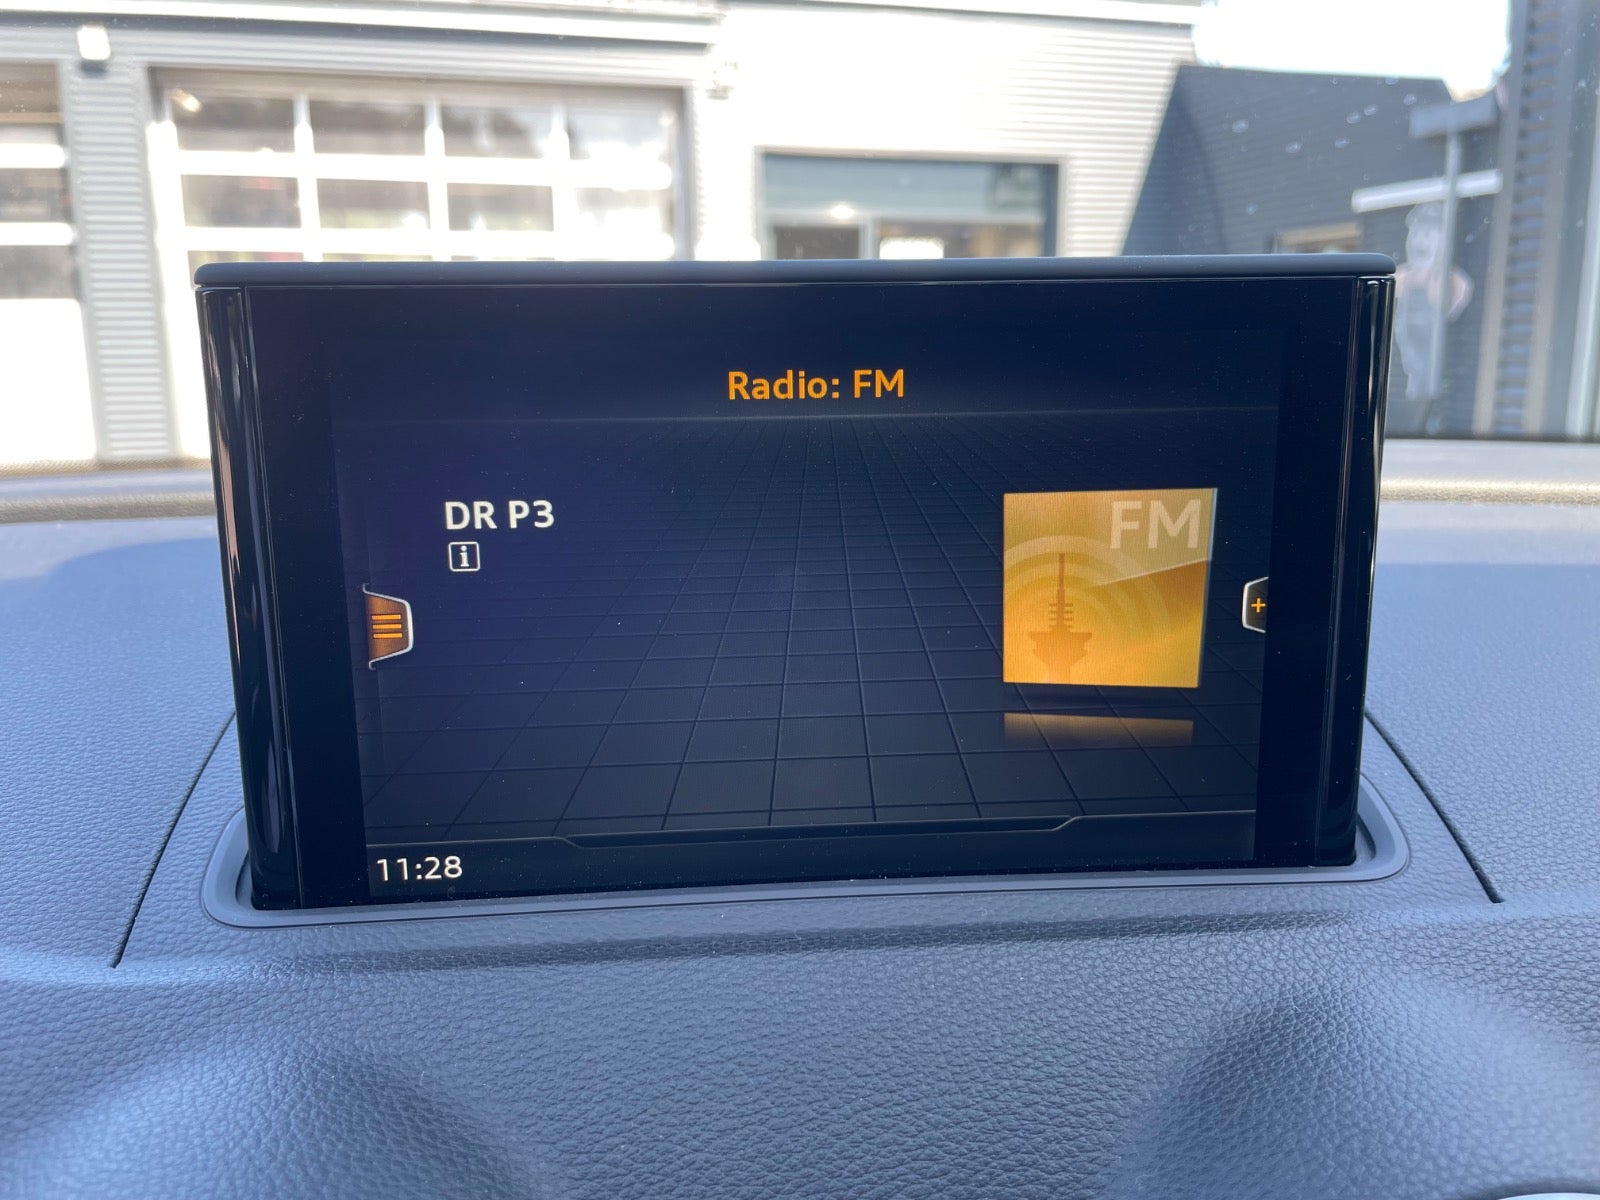 Radio: FM
DR P3
i
FM
+
11:28